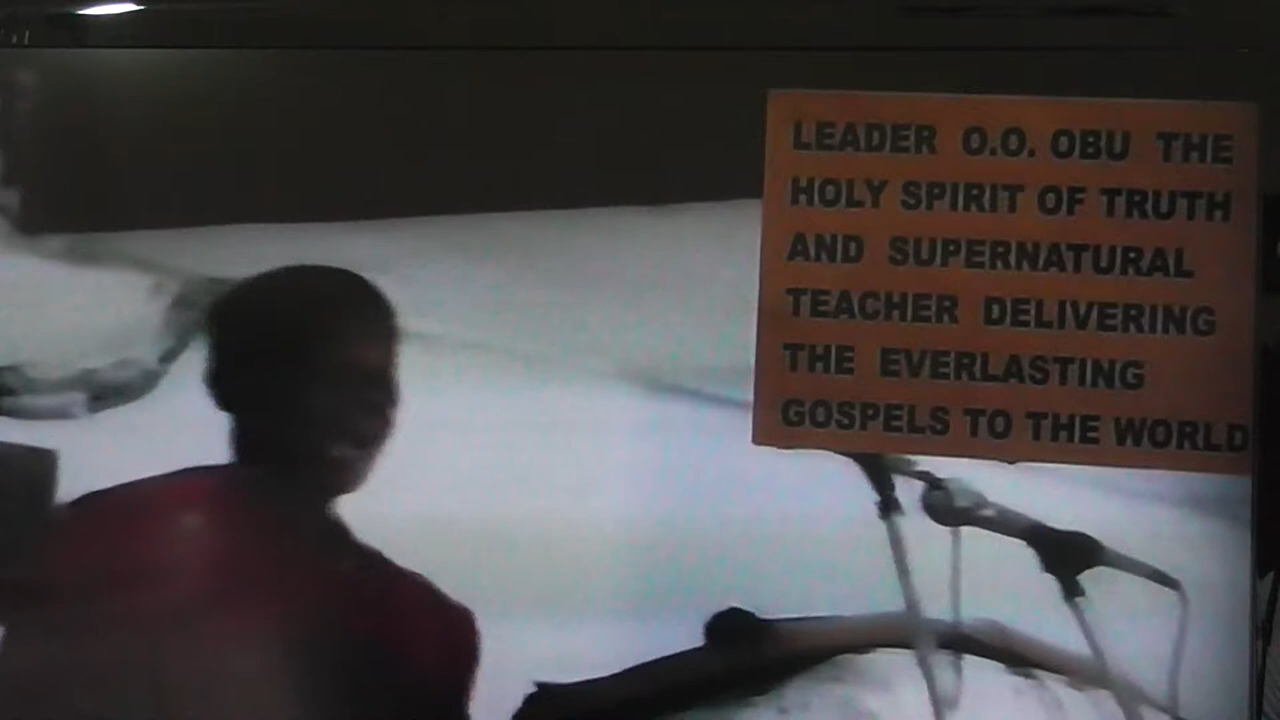 LEADER O.O. OBU THE
HOLY SPIRIT OF TRUTH
AND SUPERNATURAL
TEACHER DELIVERING
THE EVERLASTING
GOSPELS TO THE WORLD